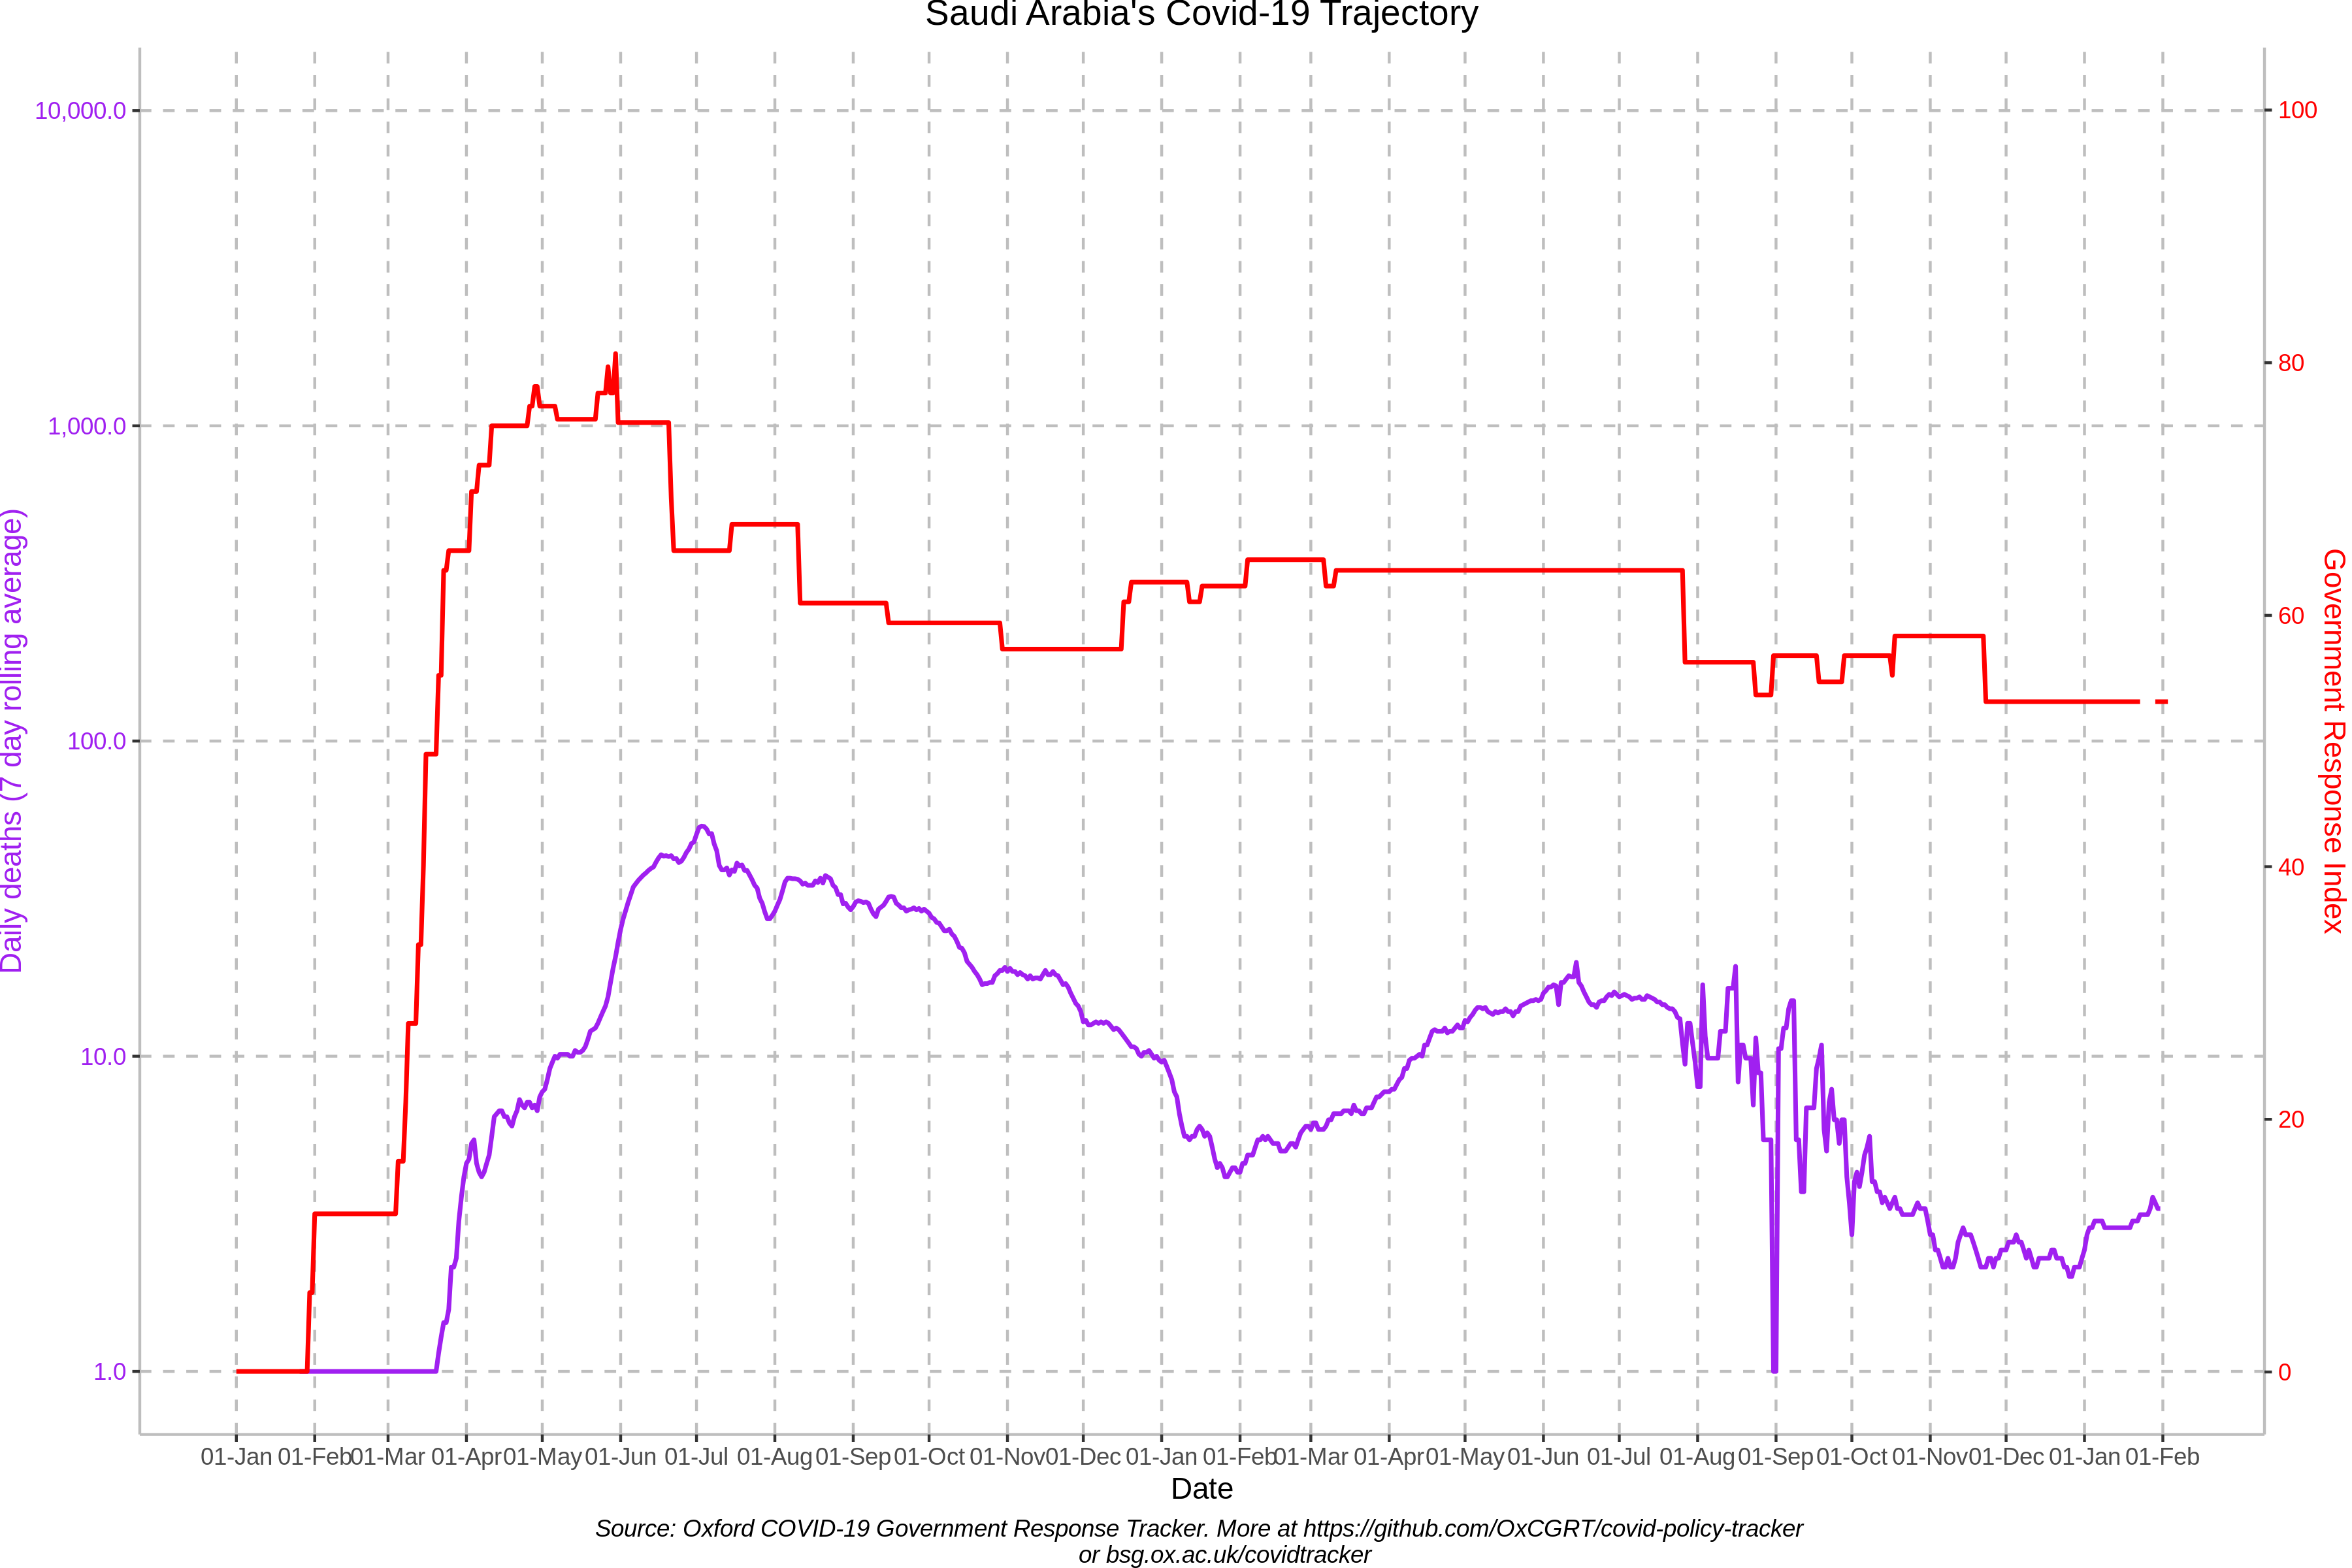 Saudi Arabia's Covid-19 Trajectory
10,000.0
1,000.0
100.0
10.0
1.0
Daily deaths (7 day rolling average)
100
80
60
40
20
0
Government Response Index
01-Jan 01-Feb 01-Mar 01-Apr 01-May 01-Jun 01-Jul 01-Aug 01-Sep 01-Oct 01-Nov 01-Dec 01-Jan 01-Feb 01-Mar 01-Apr 01-May 01-Jun 01-Jul 01-Aug 01-Sep 01-Oct 01-Nov 01-Dec 01-Jan 01-Feb
Date
Source: Oxford COVID-19 Government Response Tracker. More at https://github.com/OxCGRT/covid-policy-tracker
or bsg.ox.ac.uk/covidtracker